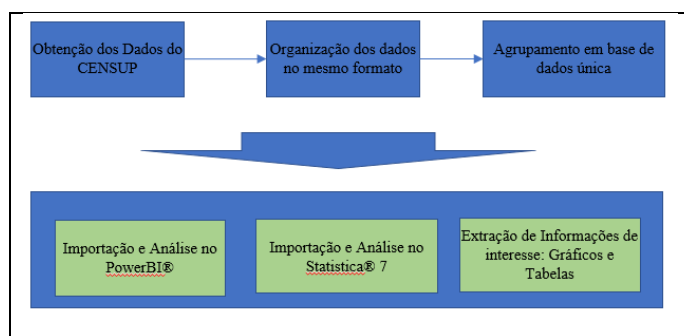 Obtenção dos Dados do
CENSUP
Organização dos dados
no mesmo formato
Agrupamento em base de
dados única
Importação e Análise no
PowerBI®
Importação e Análise no
Statistica® 7
Extração de Informações de
interesse: Gráficos e
Tabelas